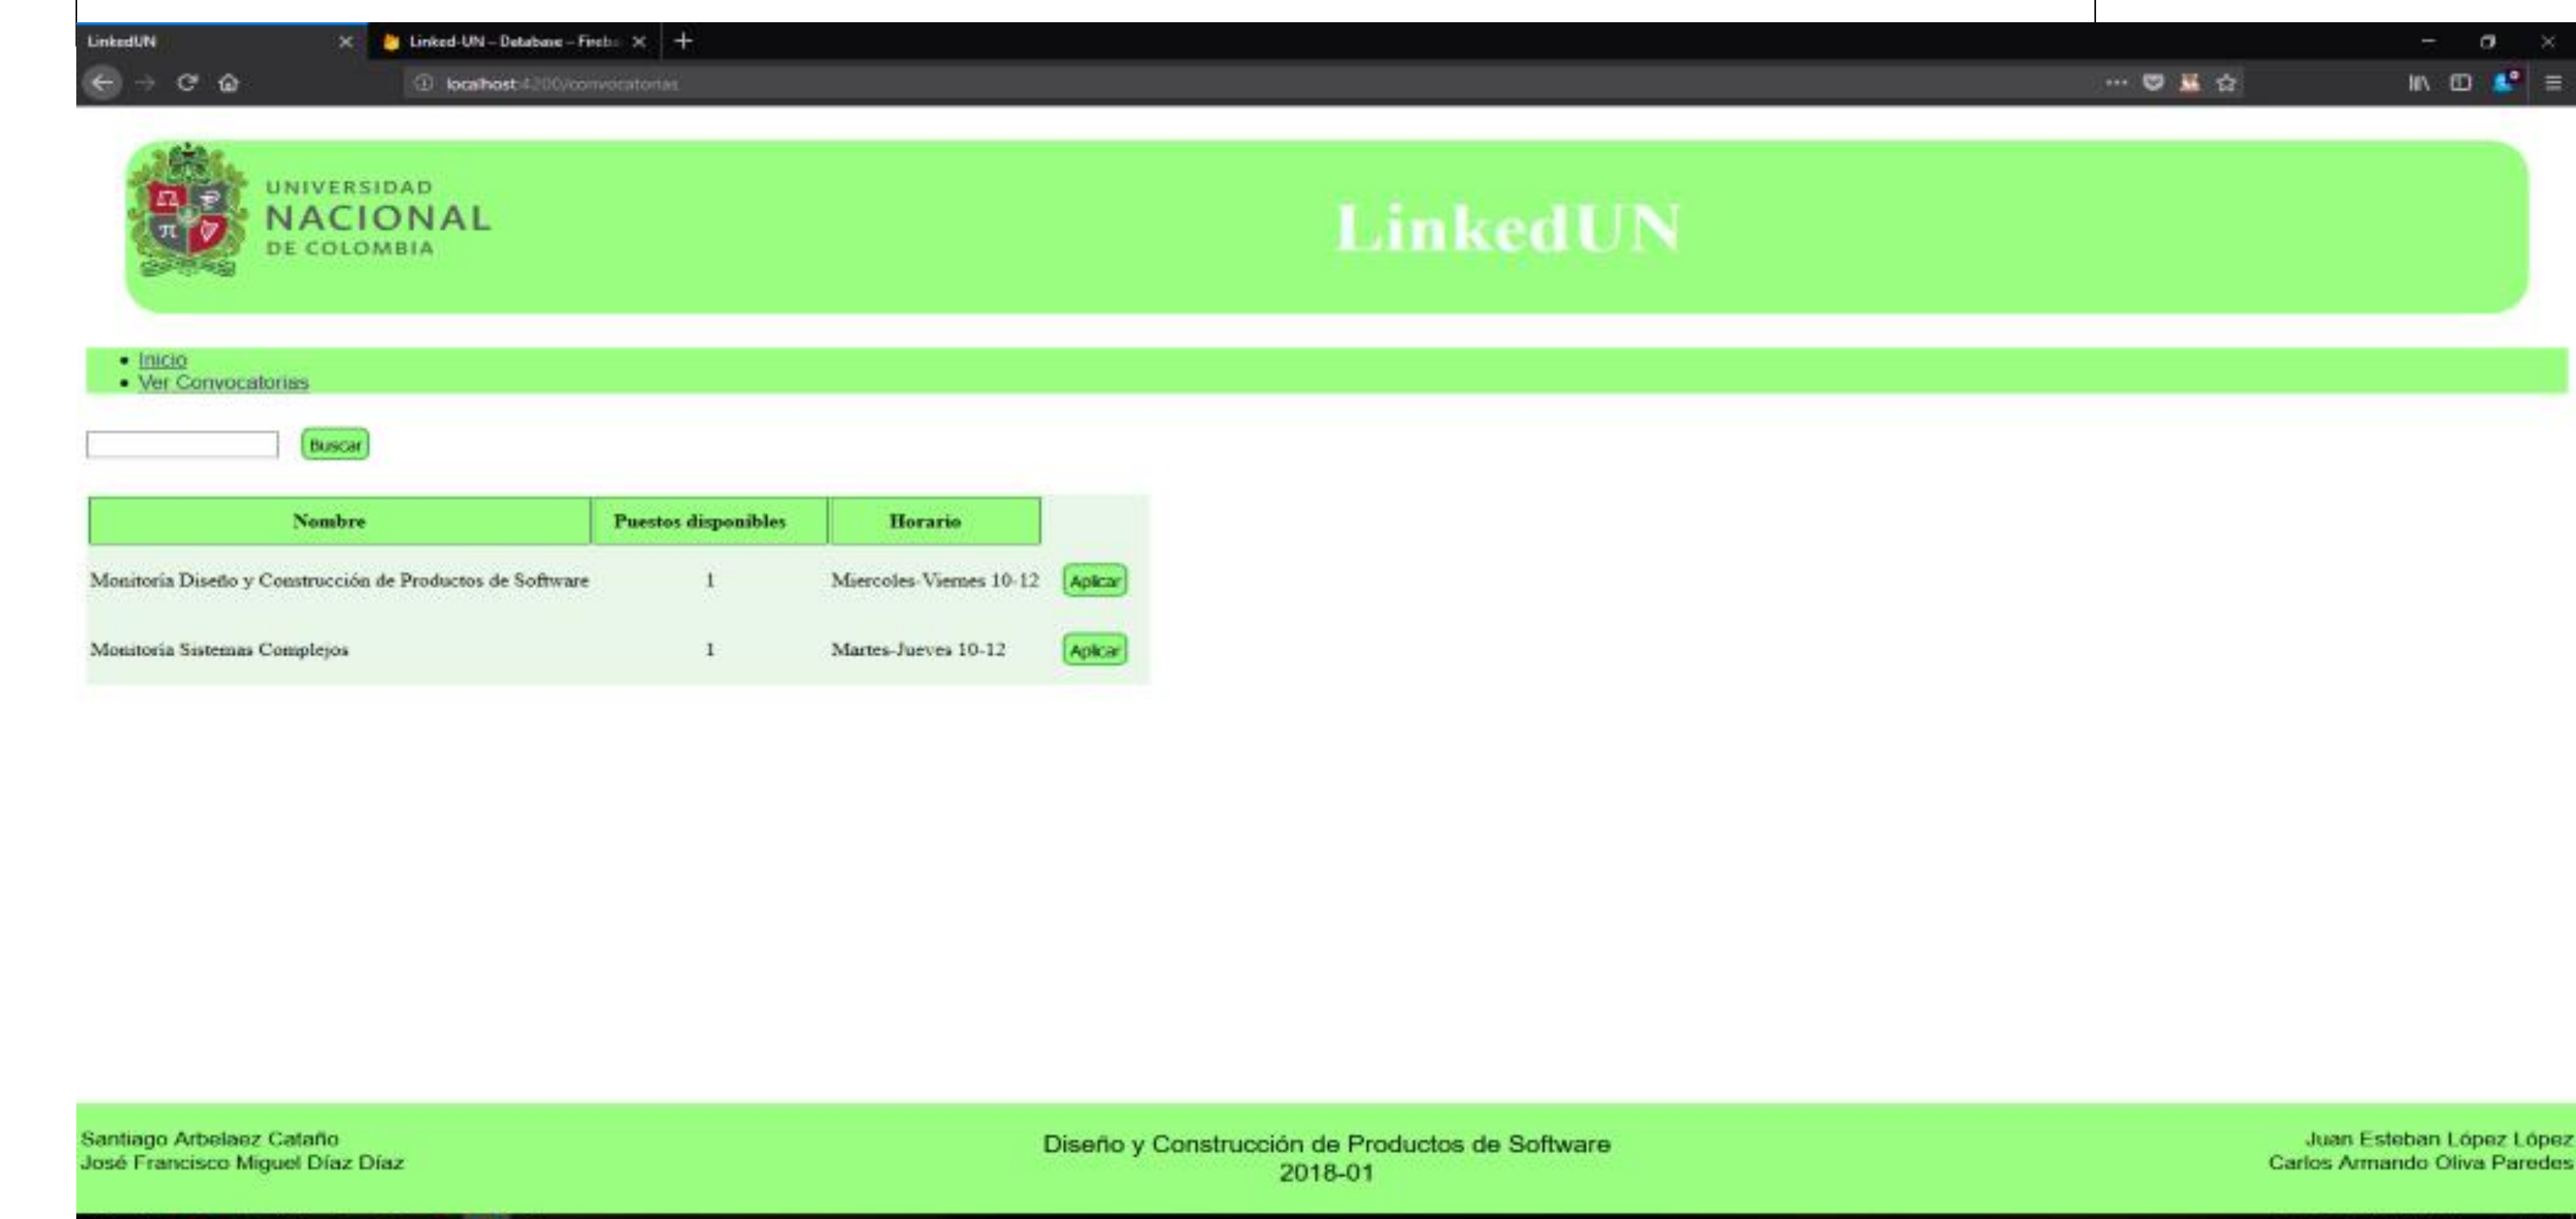 LinkedUN
Linked-UN – Database – Fireba
localhost:4200/convocatorias
UNIVERSIDAD
NACIONAL
DE COLOMBIA
LinkedUN
Inicio
Ver Convocatorias
Buscar
Nombre Puestos disponibles Horario
Monitoría Diseño y Construcción de Productos de Software 1 Miercoles-Viernes 10-12 Aplicar
Monitoría Sistemas Complejos 1 Martes-Jueves 10-12 Aplicar
Santiago Arbelaez Cataño
José Francisco Miguel Díaz Díaz
Diseño y Construcción de Productos de Software
2018-01
Juan Esteban López López
Carlos Armando Oliva Paredes